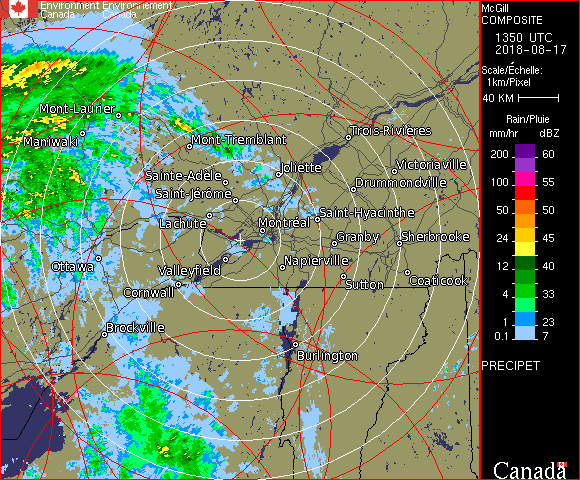 Environment Environnement
Canada Canada
McGill
COMPOSITE
1350 UTC
2018-08-17
Scale/Échelle:
1km/Pixel
40 KM
Rain/Pluie
mm/hr dBZ
200 60
100 55
50 50
24 45
12 40
4 33
1 23
0.1 7
PRECIPET
Canada
Mont-Laurier
Maniwaki
Mont-Tremblant
Trois-Rivières
Sainte-Adèle
Joliette
Victoriaville
Saint-Jérôme
Drummondville
Lachute
Montréal
Saint-Hyacinthe
Granby
Sherbrooke
Ottawa
Valleyfield
Napierville
Cornwall
Sutton
Coaticook
Brockville
Burlington